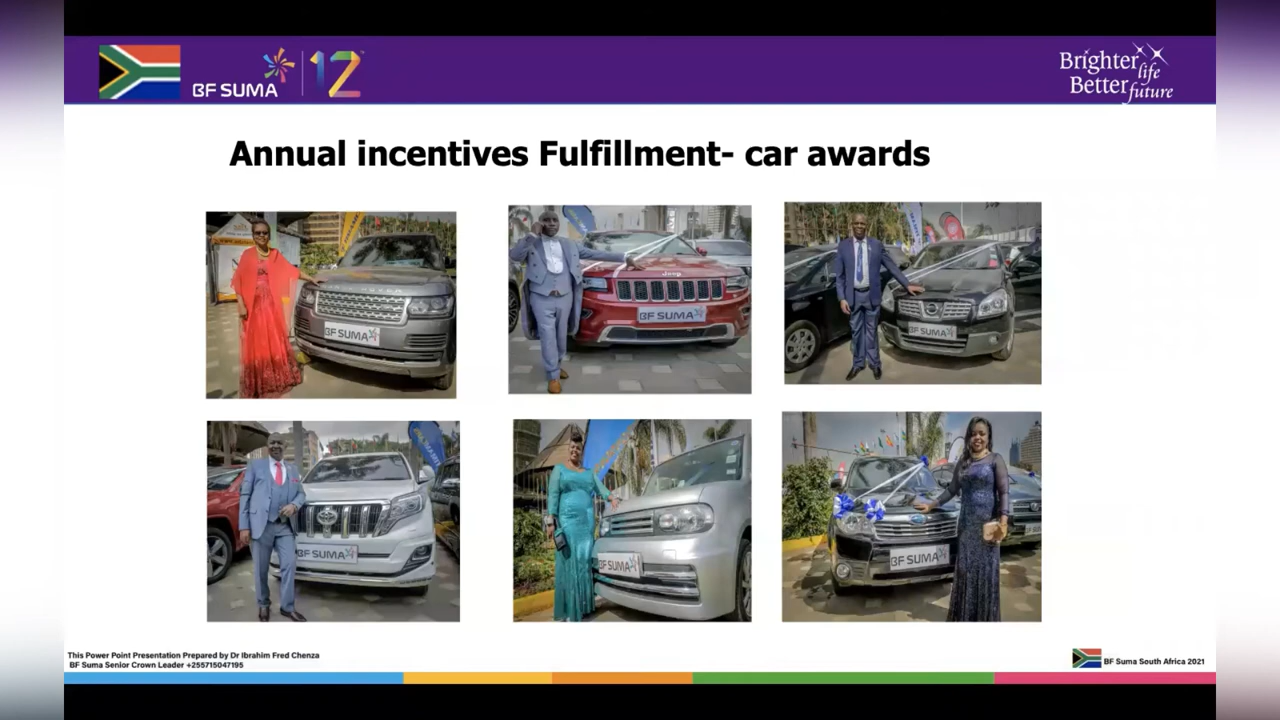 BF SUMA 12
Brighter
life
Better
future
Annual incentives Fulfillment- car awards
BF SUMA
Jeep
BF SUMA
BF SUMA
BF SUMA
BF SUMA
BF SUMA
This Power Point Presentation Prepared by Dr Ibrahim Fred Chenza
BF Suma Senior Crown Leader +255715047195
BF Suma South Africa 2021